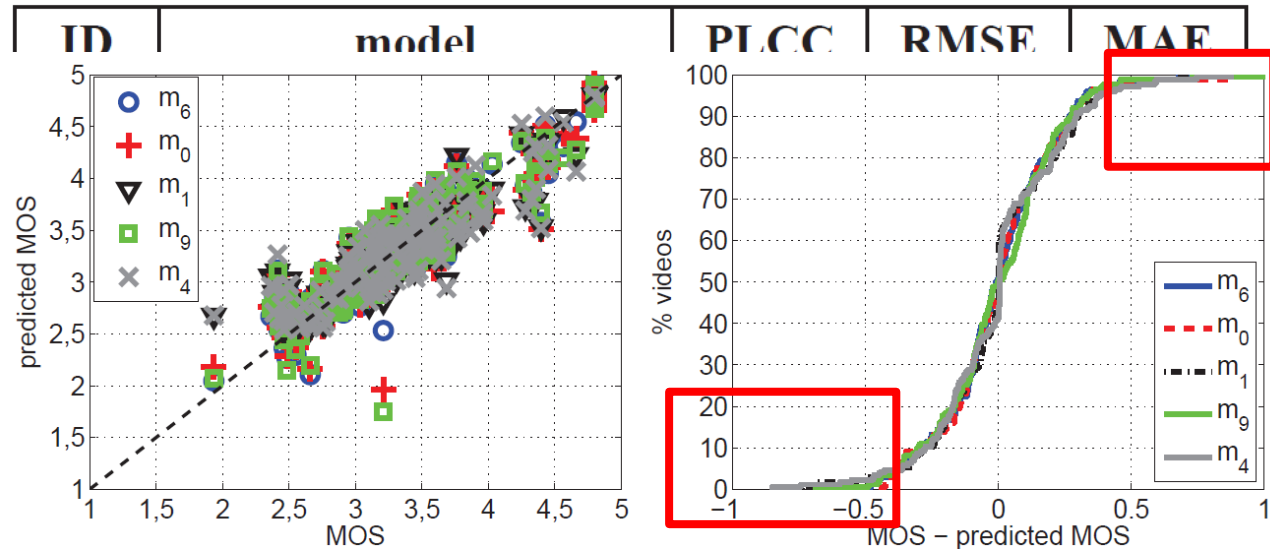 ID model PLCC RMSE MAE
5
4,5
4
3,5
3
2,5
2
1,5
1
predicted MOS
m6
m0
m1
m9
m4
1 1,5 2 2,5 3 3,5 4 4,5 5
MOS
100
90
80
70
60
50
40
30
20
10
0
% videos
m6
m0
m1
m9
m4
−1 −0.5 0 0.5 1
MOS − predicted MOS